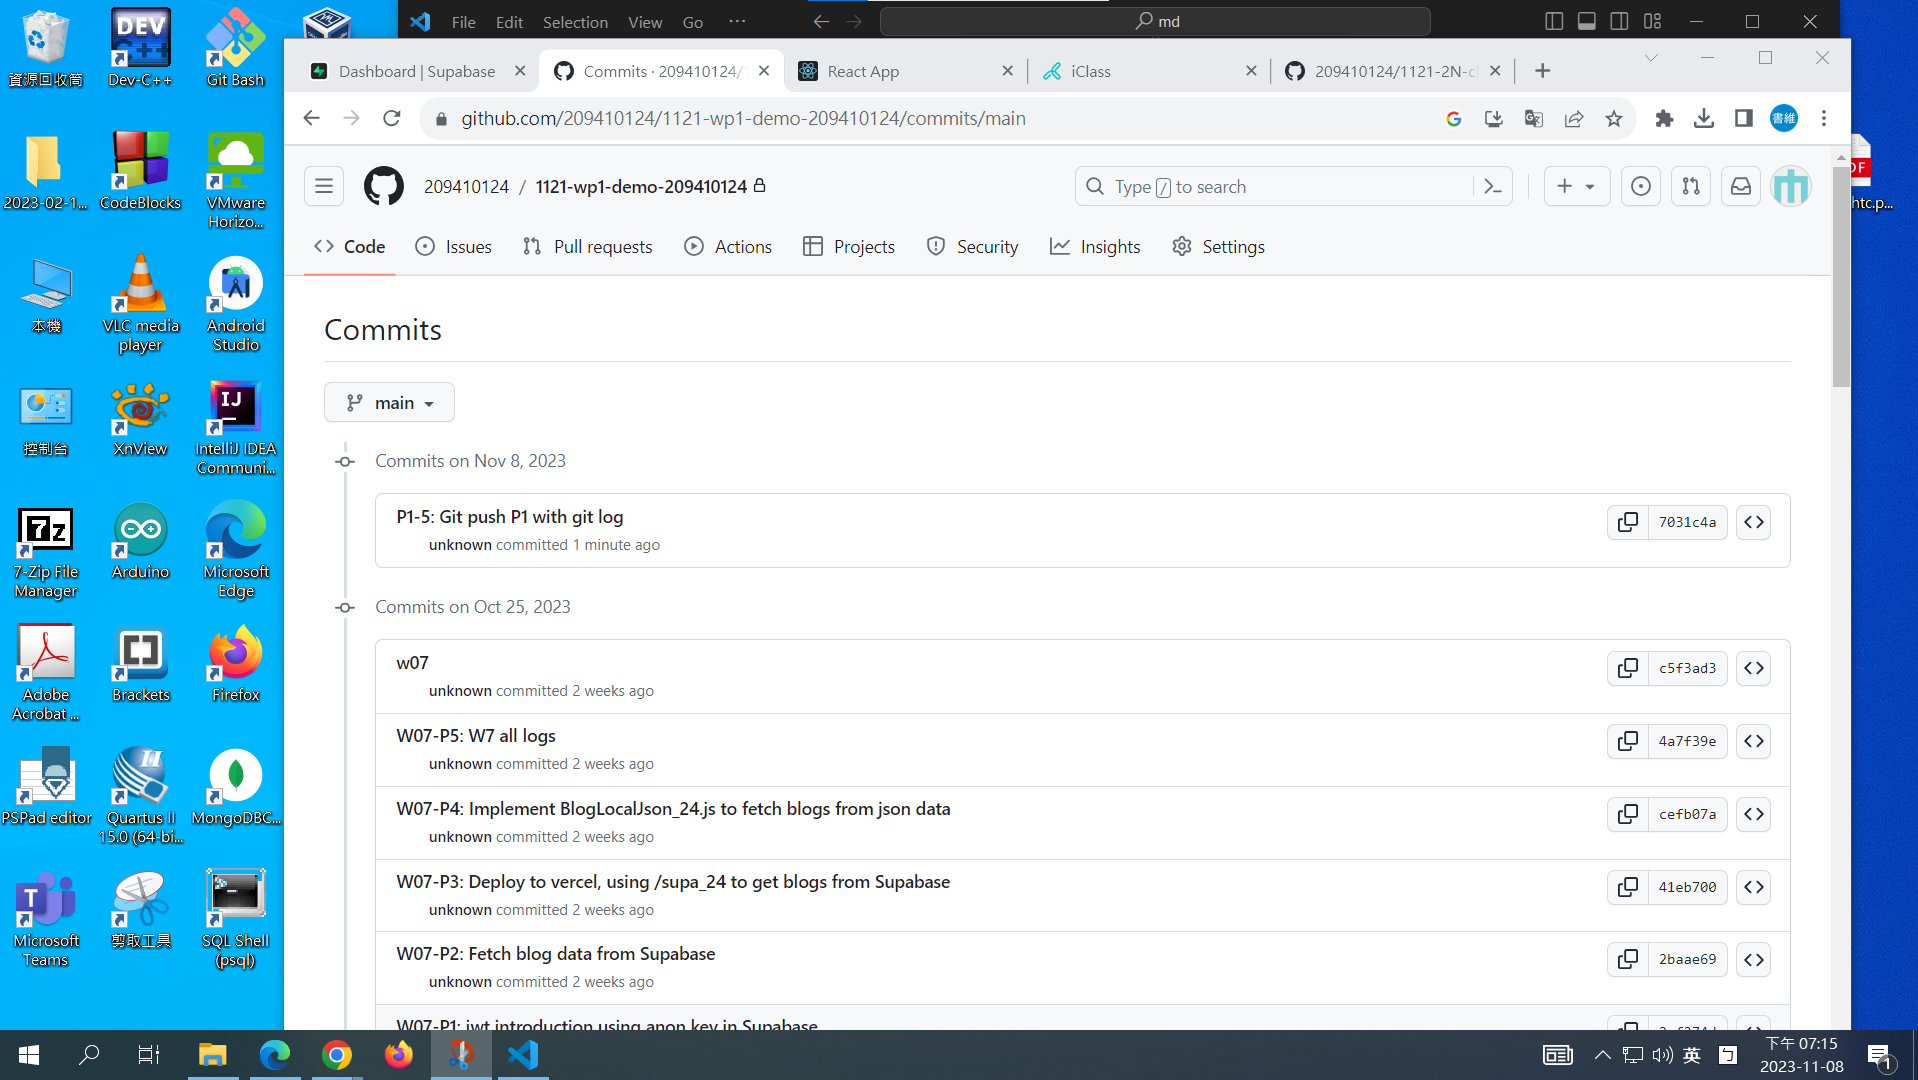 File Edit Selection View Go ···
md
Dashboard | Supabase
Commits · 209410124/
React App
iClass
209410124/1121-2N-c
github.com/209410124/1121-wp1-demo-209410124/commits/main
書維
209410124 / 1121-wp1-demo-209410124
Type / to search
Code Issues Pull requests Actions Projects Security Insights Settings
Commits
main
Commits on Nov 8, 2023
P1-5: Git push P1 with git log
7031c4a
unknown committed 1 minute ago
Commits on Oct 25, 2023
w07
c5f3ad3
unknown committed 2 weeks ago
W07-P5: W7 all logs
4a7f39e
unknown committed 2 weeks ago
W07-P4: Implement BlogLocalJson_24.js to fetch blogs from json data
cefb07a
unknown committed 2 weeks ago
W07-P3: Deploy to vercel, using /supa_24 to get blogs from Supabase
41eb700
unknown committed 2 weeks ago
W07-P2: Fetch blog data from Supabase
2baae69
unknown committed 2 weeks ago
W07-P1: jwt introduction using anon key in Supabase
資源回收筒
DEV
Dev-C++
Git Bash
2023-02-1...
CodeBlocks
VMware
Horizo...
本機
VLC media
player
Android
Studio
控制台
XnView
IJ
IntelliJ IDEA
Communi...
7z
7-Zip File
Manager
Arduino
Microsoft
Edge
Adobe
Acrobat ...
Brackets
Firefox
PSPad editor
II
Quartus II
15.0 (64-bi...
MongoDBC...
T
Microsoft
Teams
剪取工具
SQL Shell
(psql)
DF
htc.p...
英
ㄅ
下午 07:15
2023-11-08
1